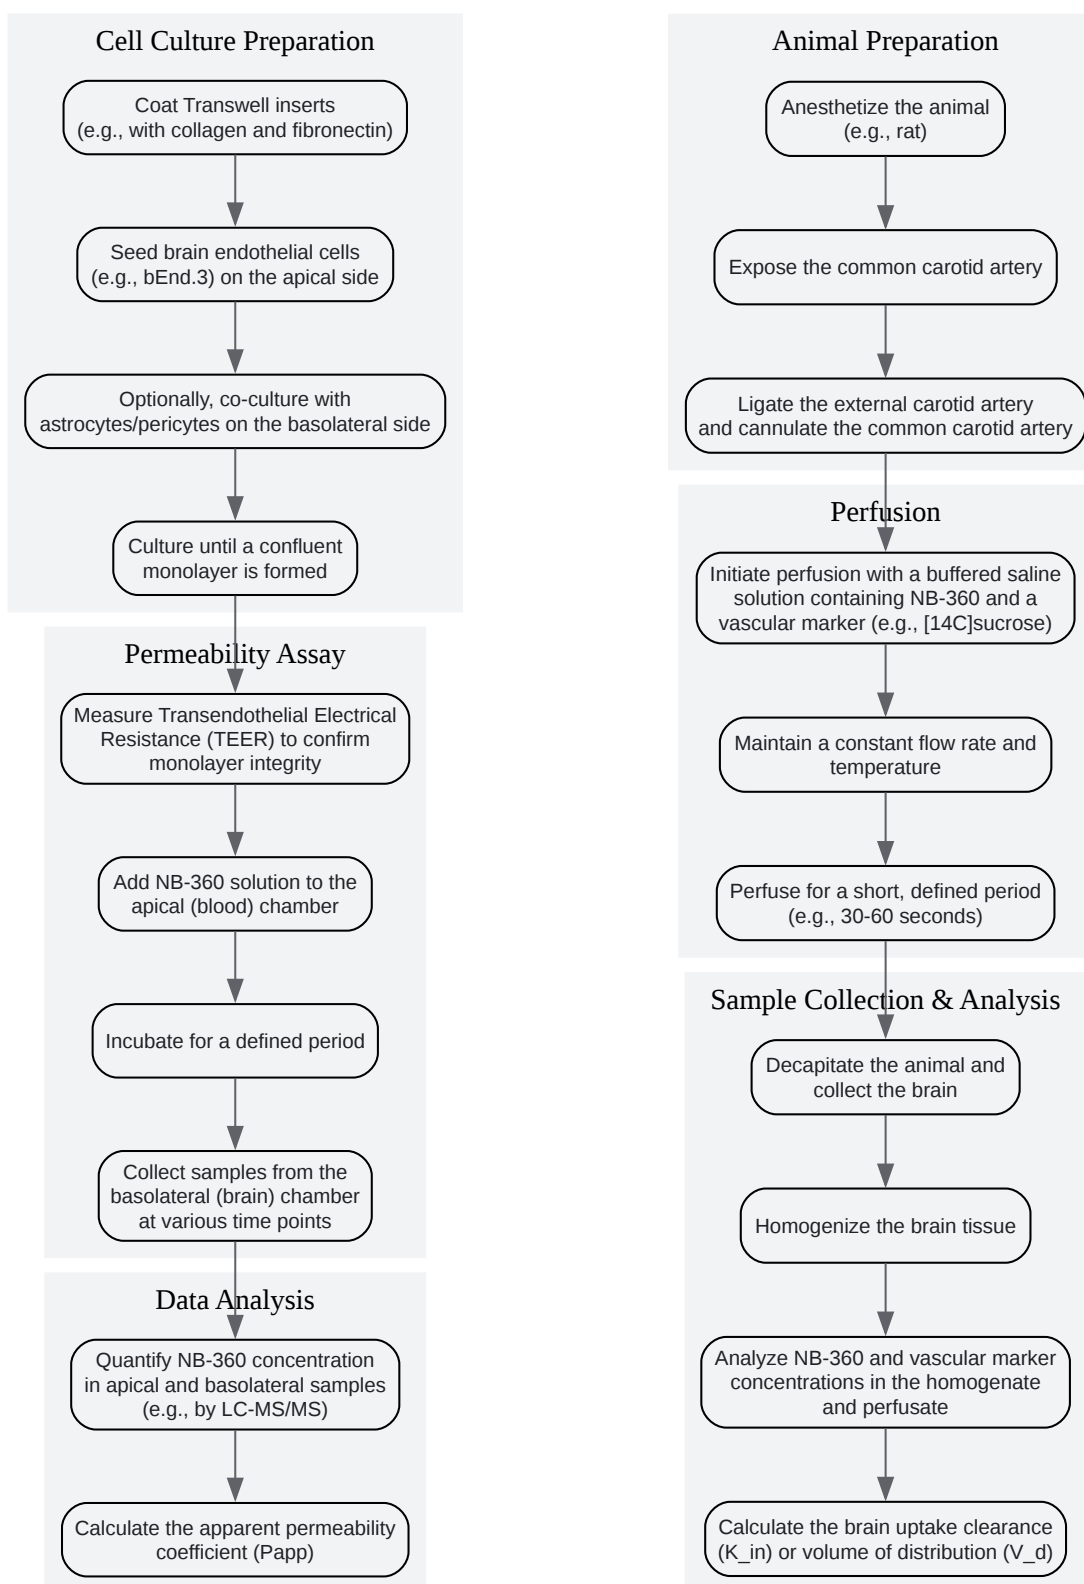 Cell Culture Preparation
Coat Transwell inserts
(e.g., with collagen and fibronectin)
Seed brain endothelial cells
(e.g., bEnd.3) on the apical side
Optionally, co-culture with
astrocytes/pericytes on the basolateral side
Culture until a confluent
monolayer is formed
Permeability Assay
Measure Transendothelial Electrical
Resistance (TEER) to confirm
monolayer integrity
Add NB-360 solution to the
apical (blood) chamber
Incubate for a defined period
Collect samples from the
basolateral (brain) chamber
at various time points
Data Analysis
Quantify NB-360 concentration
in apical and basolateral samples
(e.g., by LC-MS/MS)
Calculate the apparent permeability
coefficient (Papp)
Animal Preparation
Anesthetize the animal
(e.g., rat)
Expose the common carotid artery
Ligate the external carotid artery
and cannulate the common carotid artery
Perfusion
Initiate perfusion with a buffered saline
solution containing NB-360 and a
vascular marker (e.g., [14C]sucrose)
Maintain a constant flow rate and
temperature
Perfuse for a short, defined period
(e.g., 30-60 seconds)
Sample Collection & Analysis
Decapitate the animal and
collect the brain
Homogenize the brain tissue
Analyze NB-360 and vascular marker
concentrations in the homogenate
and perfusate
Calculate the brain uptake clearance
(K_in) or volume of distribution (V_d)